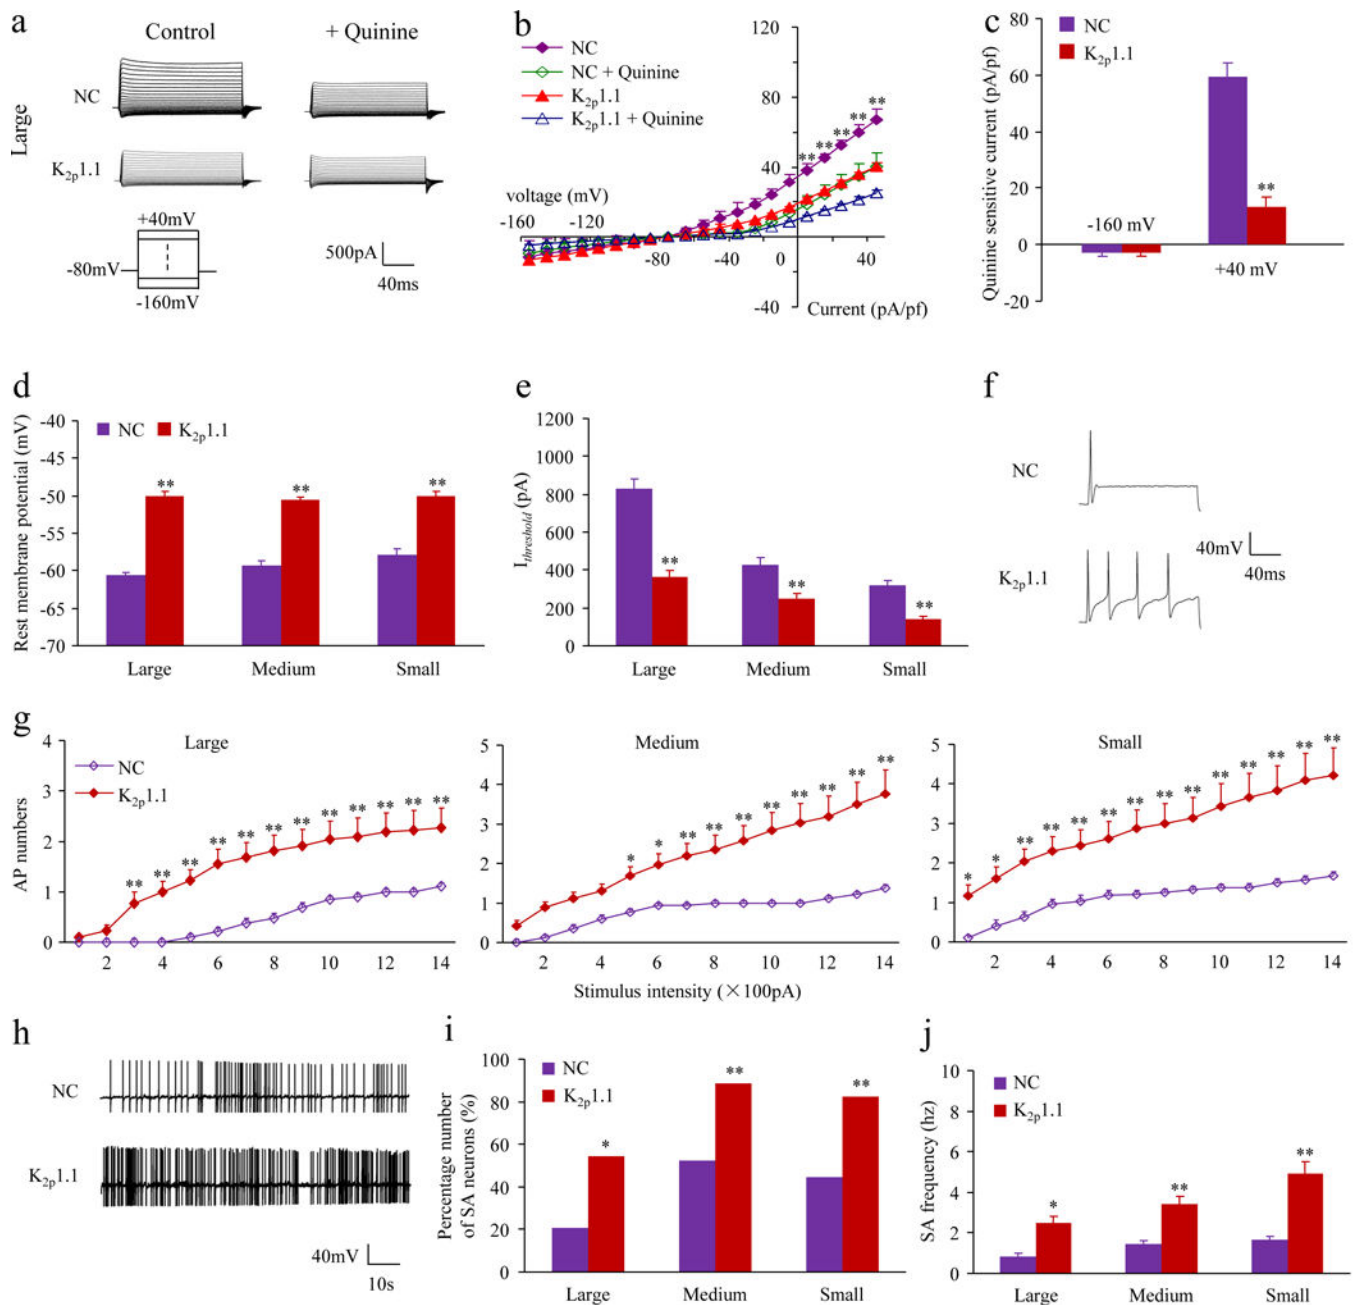 a
Control
+ Quinine
Large
NC
K2p1.1
+40mV
-80mV
-160mV
500pA
40ms
b
NC
NC + Quinine
K2p1.1
K2p1.1 + Quinine
120
80
40
-40
** ** ** ** **
voltage (mV)
-160 -120 -80 -40 0 40
Current (pA/pf)
c
Quinine sensitive current (pA/pf)
80
60
40
20
0
-20
NC
K2p1.1
-160 mV
**
+40 mV
d
Rest membrane potential (mV)
-40
-45
-50
-55
-60
-65
-70
NC K2p1.1
** ** **
Large Medium Small
e
Ithreshold (pA)
1200
1000
800
600
400
200
0
** ** **
Large Medium Small
f
NC
K2p1.1
40mV
40ms
g
AP numbers
Large
NC
K2p1.1
4
3
2
1
0
** ** ** ** ** ** ** ** ** ** ** **
2 4 6 8 10 12 14
Medium
5
4
3
2
1
0
* * ** ** ** ** ** ** ** **
2 4 6 8 10 12 14
Small
5
4
3
2
1
0
* * ** ** ** ** ** ** ** ** ** ** ** **
2 4 6 8 10 12 14
Stimulus intensity (×100pA)
h
NC
K2p1.1
40mV
10s
i
Percentage number
of SA neurons (%)
100
80
60
40
20
0
NC
K2p1.1
* ** **
Large Medium Small
j
SA frequency (hz)
10
8
6
4
2
0
NC
K2p1.1
* ** **
Large Medium Small